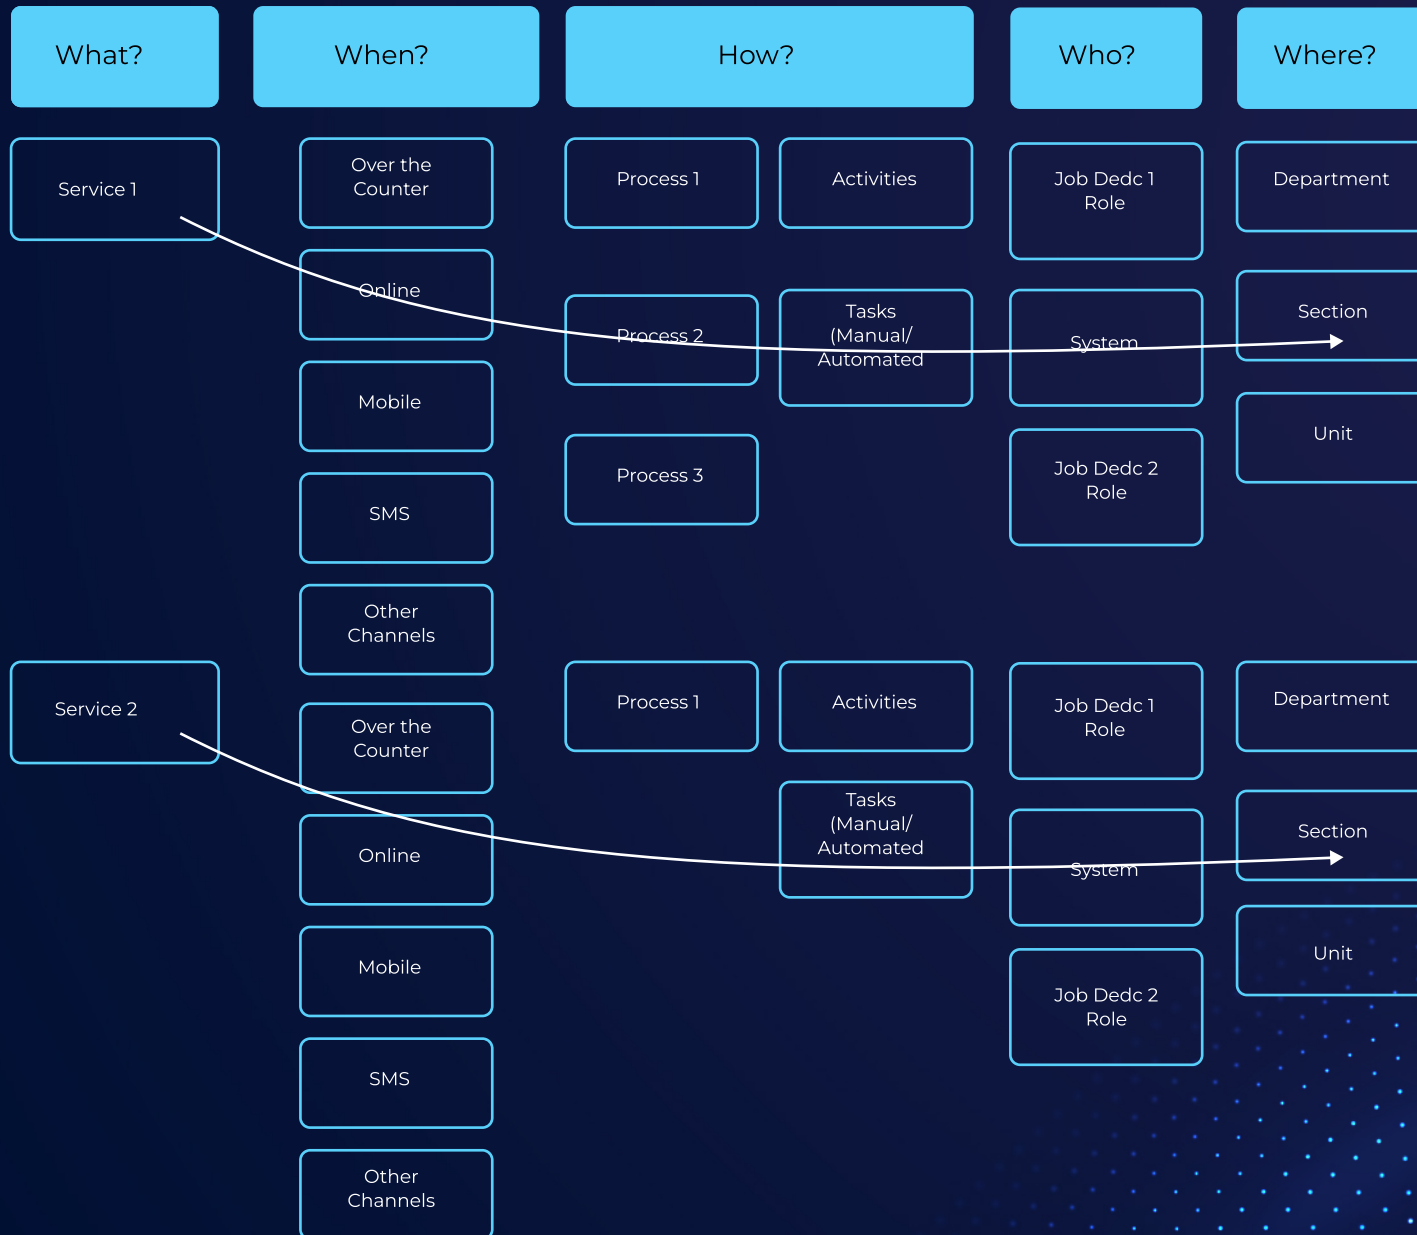 What?
When?
How?
Who?
Where?
Service 1
Over the
Counter
Online
Mobile
SMS
Other
Channels
Process 1
Process 2
Process 3
Activities
Tasks
(Manual/
Automated
Job Dedc 1
Role
System
Job Dedc 2
Role
Department
Section
Unit
Service 2
Over the
Counter
Online
Mobile
SMS
Other
Channels
Process 1
Activities
Tasks
(Manual/
Automated
Job Dedc 1
Role
System
Job Dedc 2
Role
Department
Section
Unit